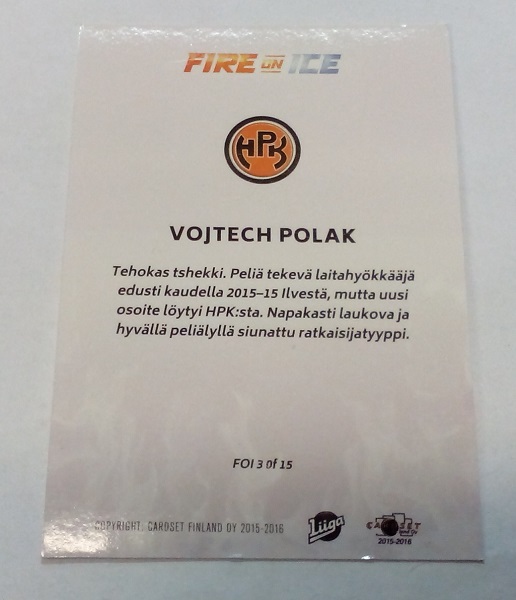 FIRE ON ICE
HPK
VOJTECH POLAK
Tehokas tshekki. Peliä tekevä laitahyökkääjä
edusti kaudella 2015–15 Ilvestä, mutta uusi
osoite löytyi HPK:sta. Napakasti laukova ja
hyvällä peliälyllä siunattu ratkaisijatyyppi.
FOI 3 of 15
COPYRIGHT: CARDSET FINLAND OY 2015-2016
Liiga
CARDSET
2015-2016